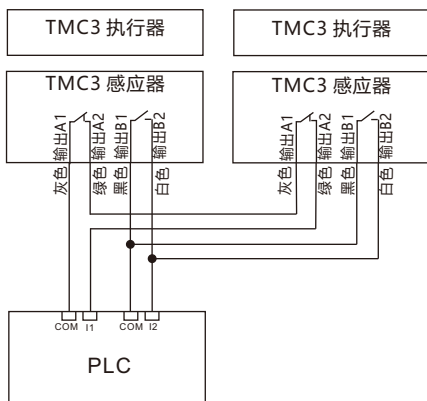 TMC3 执行器
TMC3 执行器
TMC3 感应器
TMC3 感应器
输出A1
输出A2
输出B1
输出B2
输出A1
输出A2
输出B1
输出B2
灰色
绿色
黑色
白色
灰色
绿色
黑色
白色
COM I1 COM I2
PLC